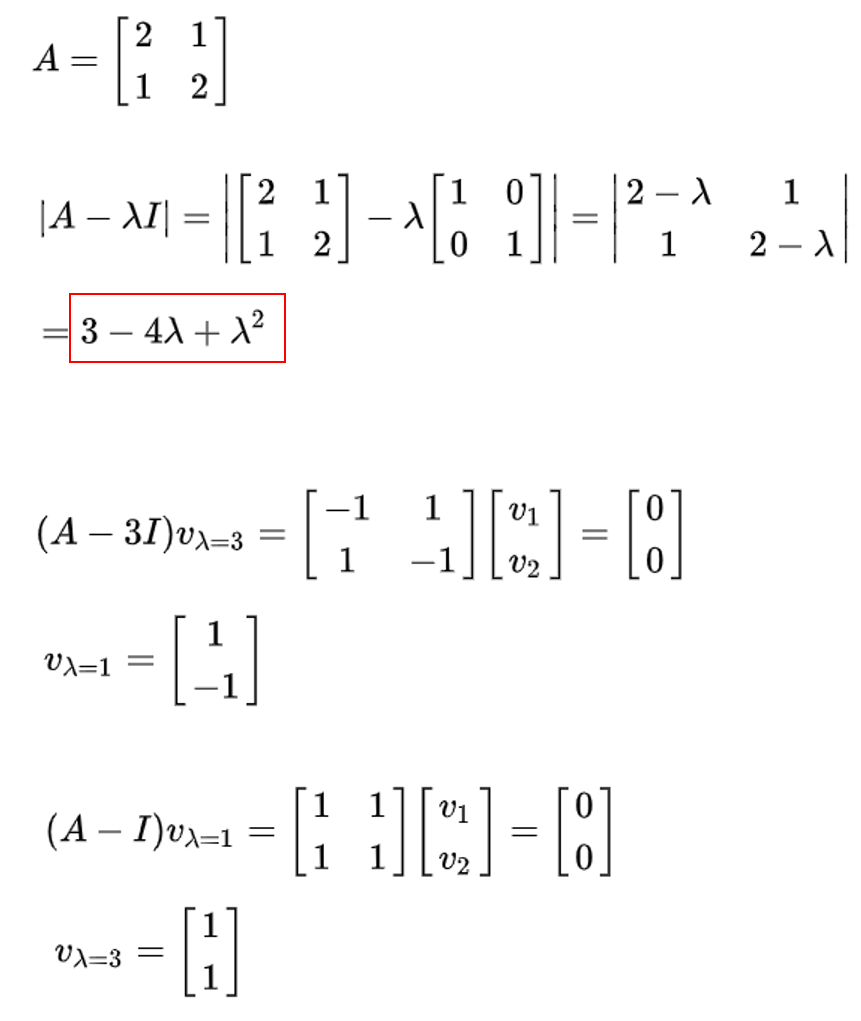 A = [2 1; 1 2]
|A − λI| = |[2 1; 1 2] − λ[1 0; 0 1]| = |2 − λ 1; 1 2 − λ|
= 3 − 4λ + λ²
(A − 3I)v_{λ=3} = [−1 1; 1 −1][v₁; v₂] = [0; 0]
v_{λ=1} = [1; −1]
(A − I)v_{λ=1} = [1 1; 1 1][v₁; v₂] = [0; 0]
v_{λ=3} = [1; 1]